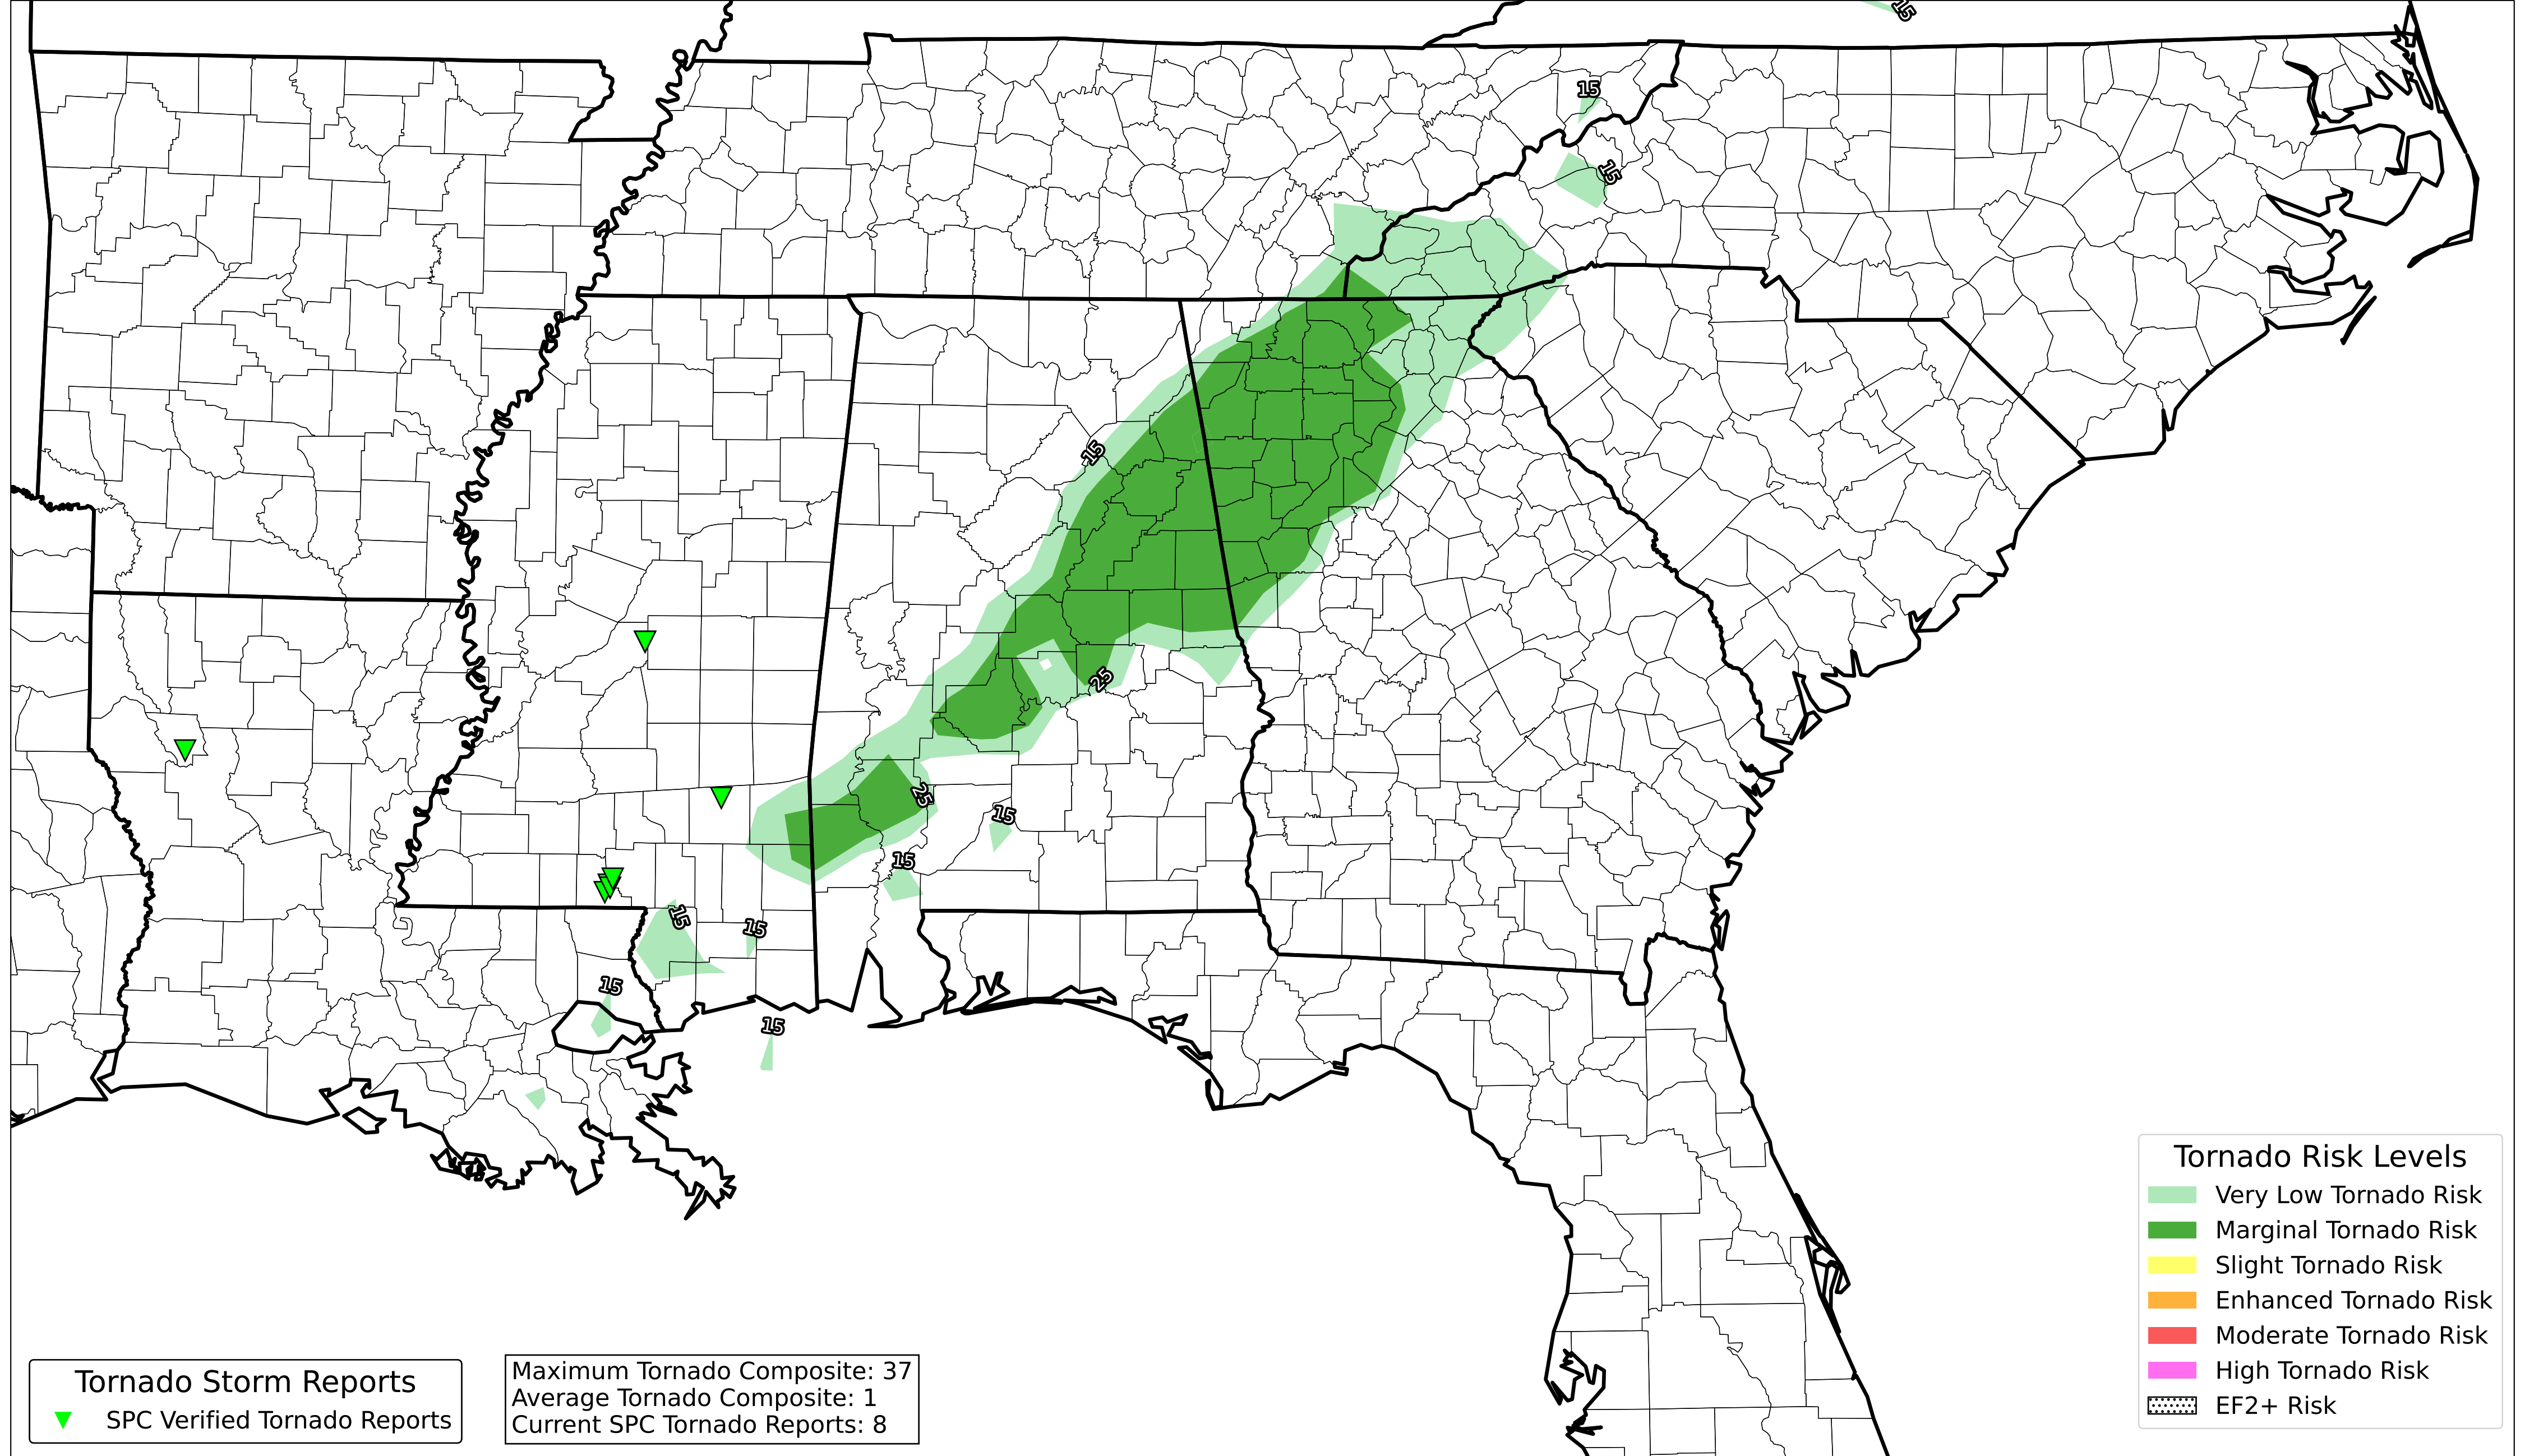 15
15
15
15
25
25
15
15
15
15
15
15
Tornado Risk Levels
Very Low Tornado Risk
Marginal Tornado Risk
Slight Tornado Risk
Enhanced Tornado Risk
Moderate Tornado Risk
High Tornado Risk
EF2+ Risk
Tornado Storm Reports
SPC Verified Tornado Reports
Maximum Tornado Composite: 37
Average Tornado Composite: 1
Current SPC Tornado Reports: 8